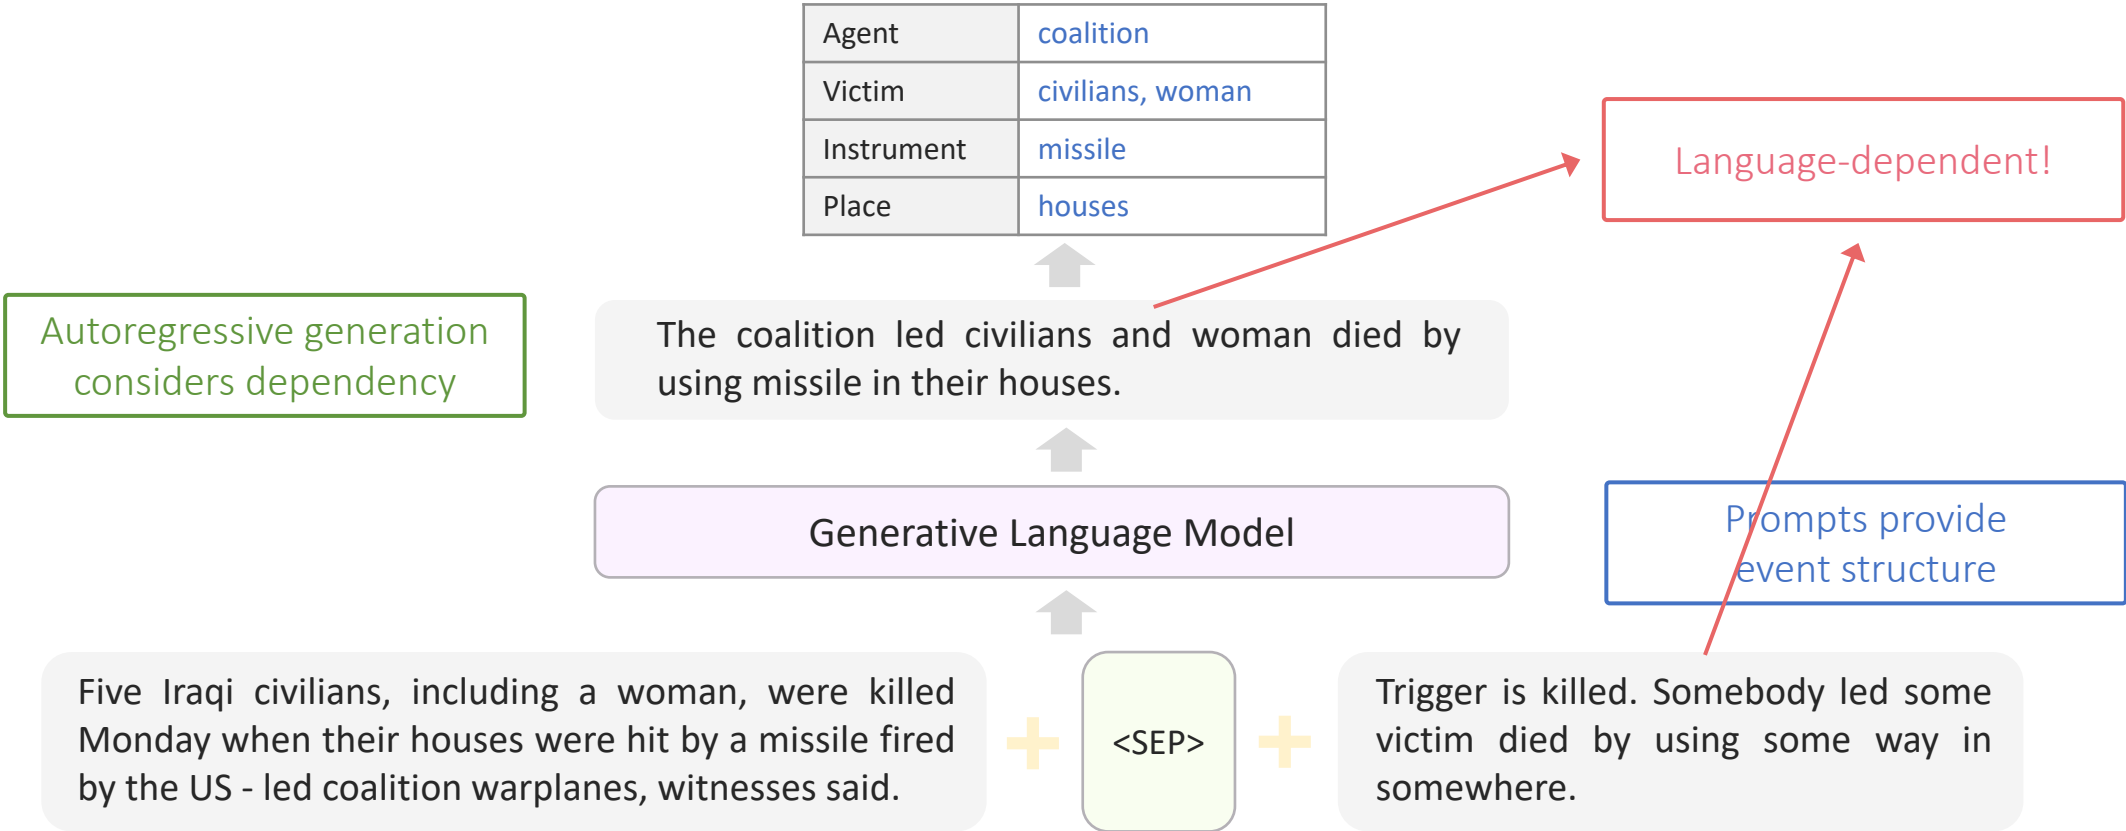 Agent coalition
Victim civilians, woman
Instrument missile
Place houses
Language-dependent!
Autoregressive generation
considers dependency
The coalition led civilians and woman died by
using missile in their houses.
Generative Language Model
Prompts provide
event structure
Five Iraqi civilians, including a woman, were killed
Monday when their houses were hit by a missile fired
by the US - led coalition warplanes, witnesses said.
+
<SEP>
+
Trigger is killed. Somebody led some
victim died by using some way in
somewhere.